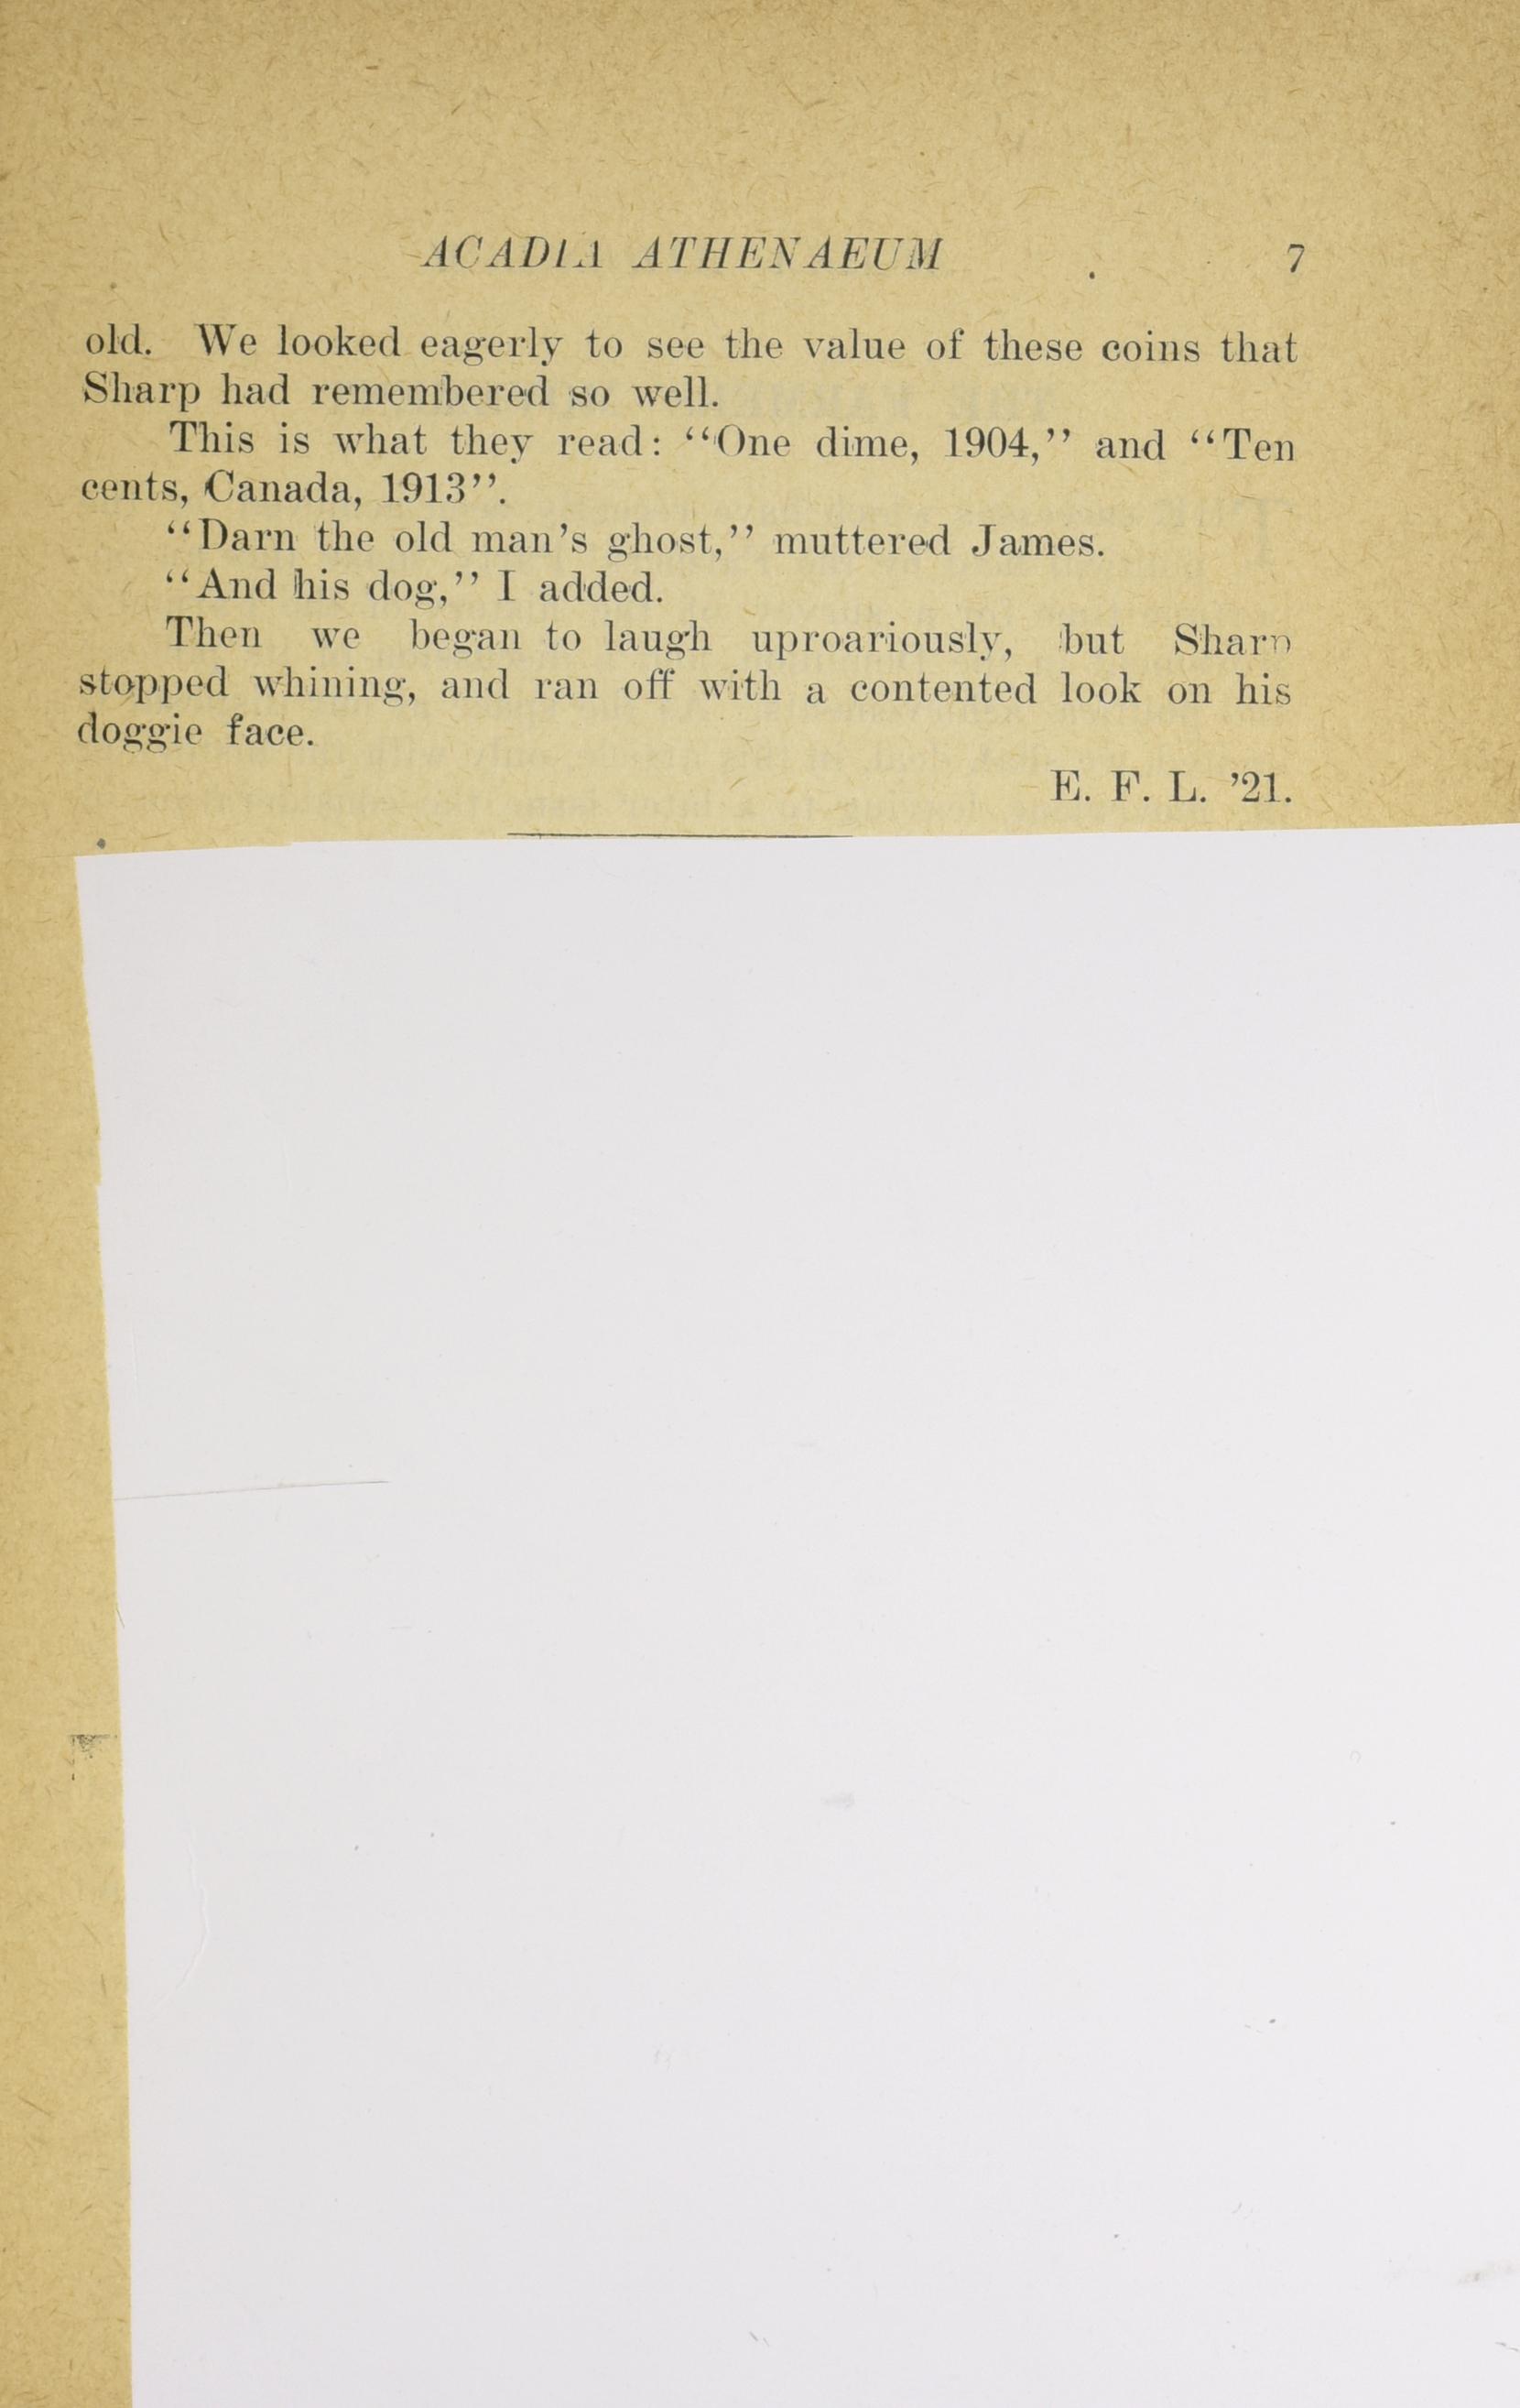 ACADIA ATHENAEUM 7
old. We looked eagerly to see the value of these coins that
Sharp had remembered so well.
This is what they read: “One dime, 1904,” and “Ten
cents, Canada, 1913”.
“Darn the old man’s ghost,” muttered James.
“And his dog,” I added.
Then we began to laugh uproariously, but Sharp
stopped whining, and ran off with a contented look on his
doggie face.
E. F. L. ’21.